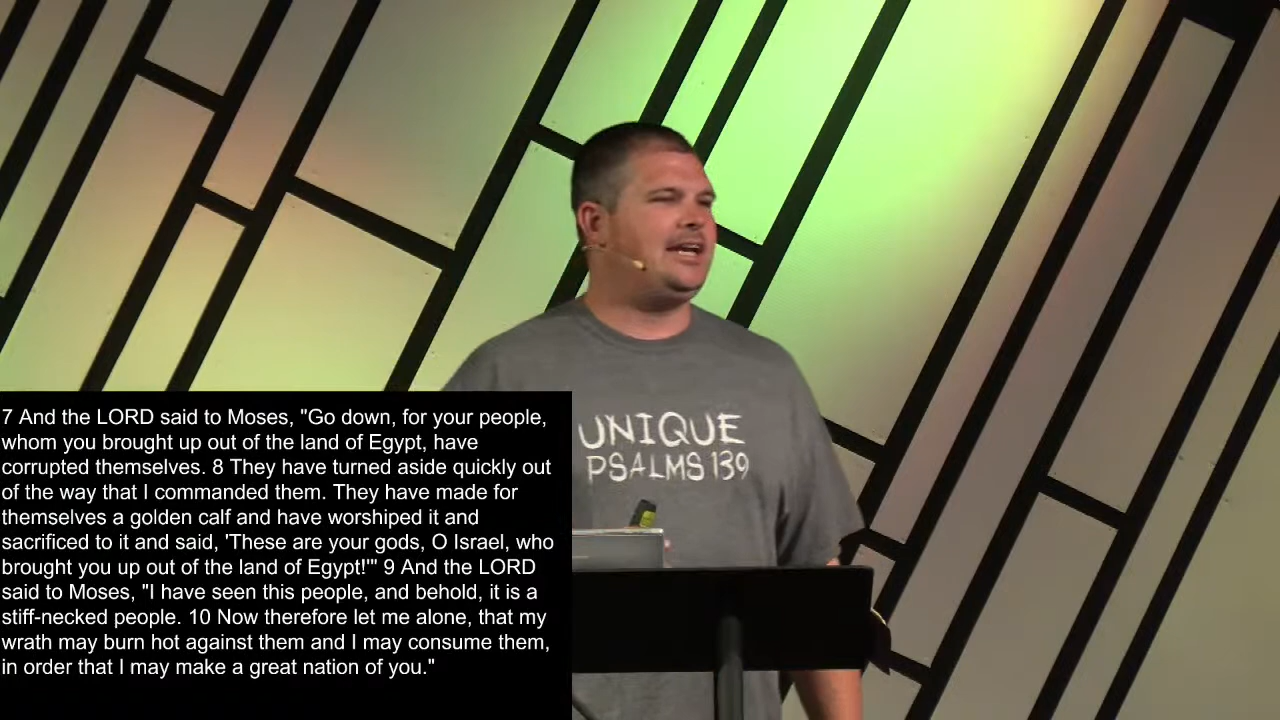 7 And the LORD said to Moses, "Go down, for your people,
whom you brought up out of the land of Egypt, have
corrupted themselves. 8 They have turned aside quickly out
of the way that I commanded them. They have made for
themselves a golden calf and have worshiped it and
sacrificed to it and said, 'These are your gods, O Israel, who
brought you up out of the land of Egypt!'" 9 And the LORD
said to Moses, "I have seen this people, and behold, it is a
stiff-necked people. 10 Now therefore let me alone, that my
wrath may burn hot against them and I may consume them,
in order that I may make a great nation of you."
UNIQUE
PSALMS 139